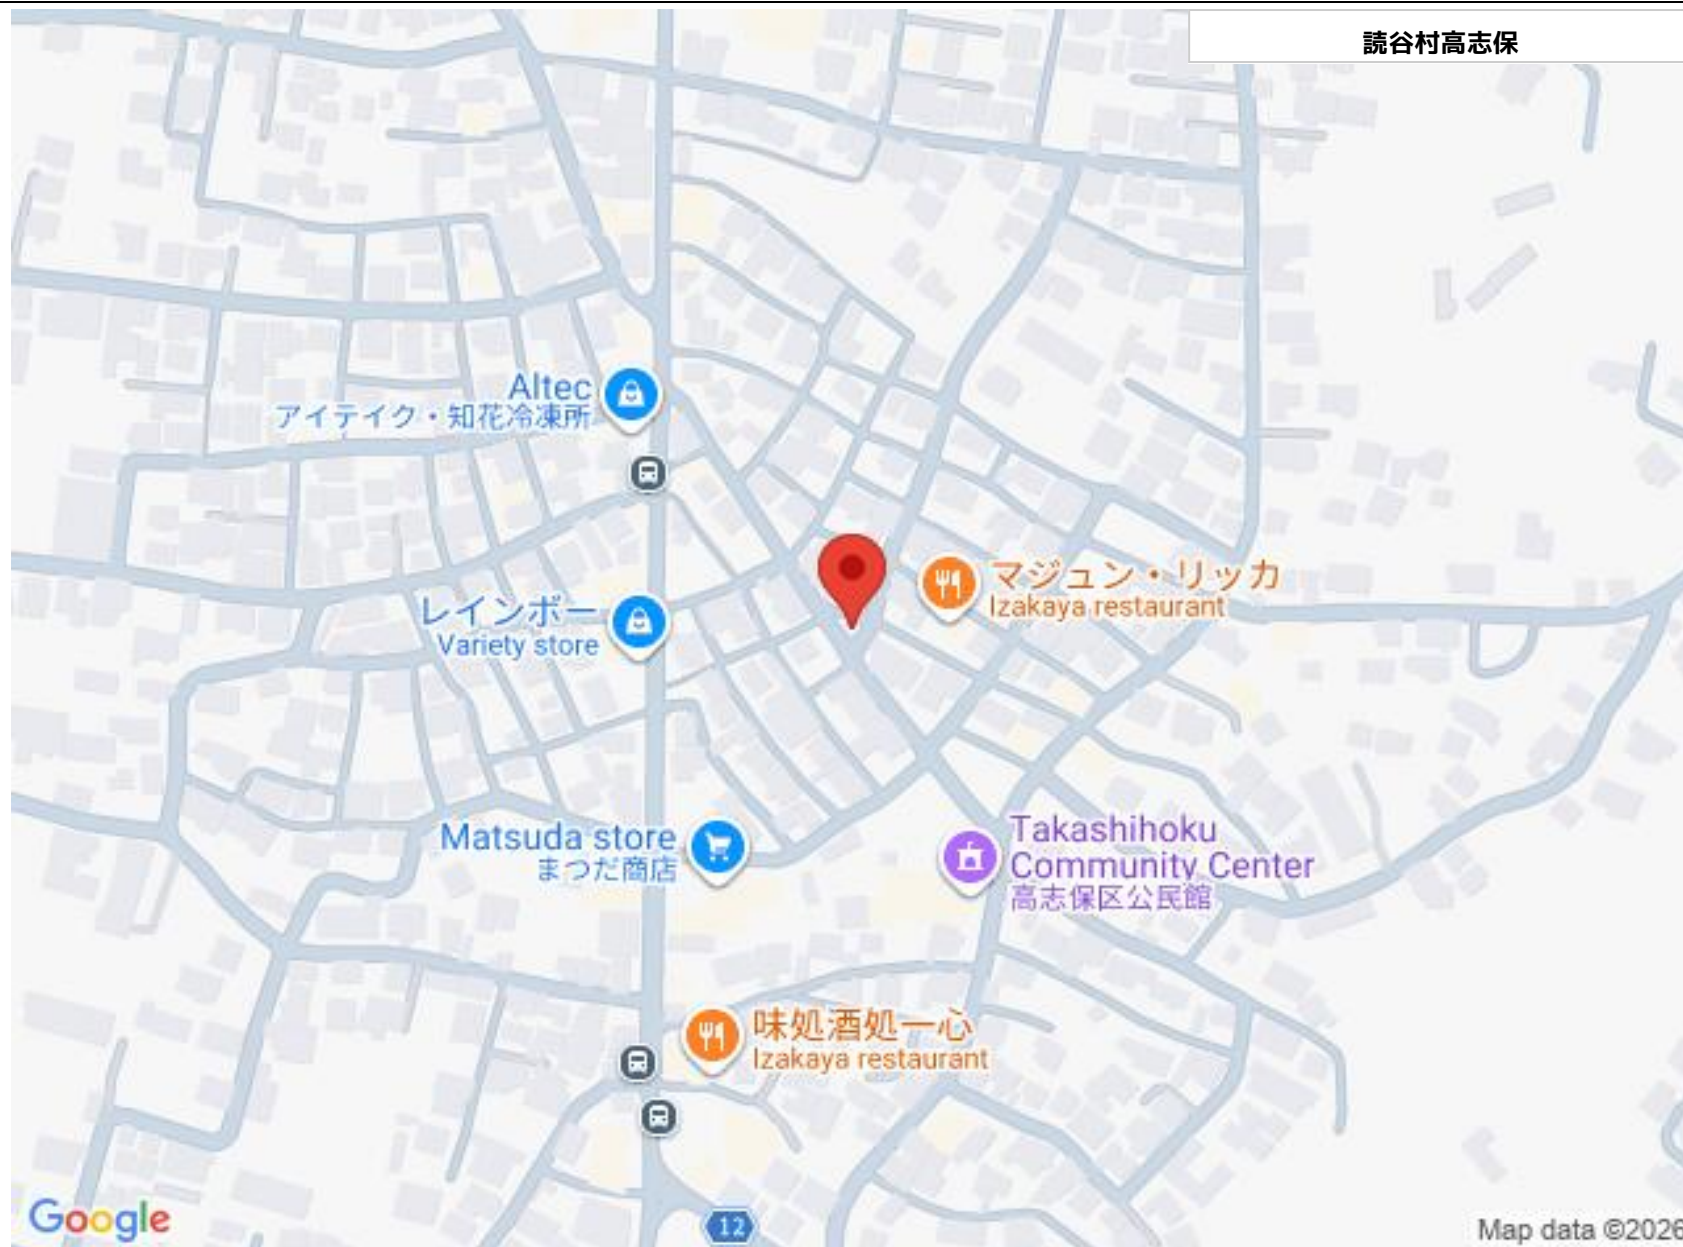 読谷村高志保
Altec
アイテイク・知花冷凍所
マジュン・リッカ
Izakaya restaurant
レインボー
Variety store
Matsuda store
まつだ商店
Takashihoku
Community Center
高志保区公民館
味処酒処一心
Izakaya restaurant
12
Google
Map data ©2026